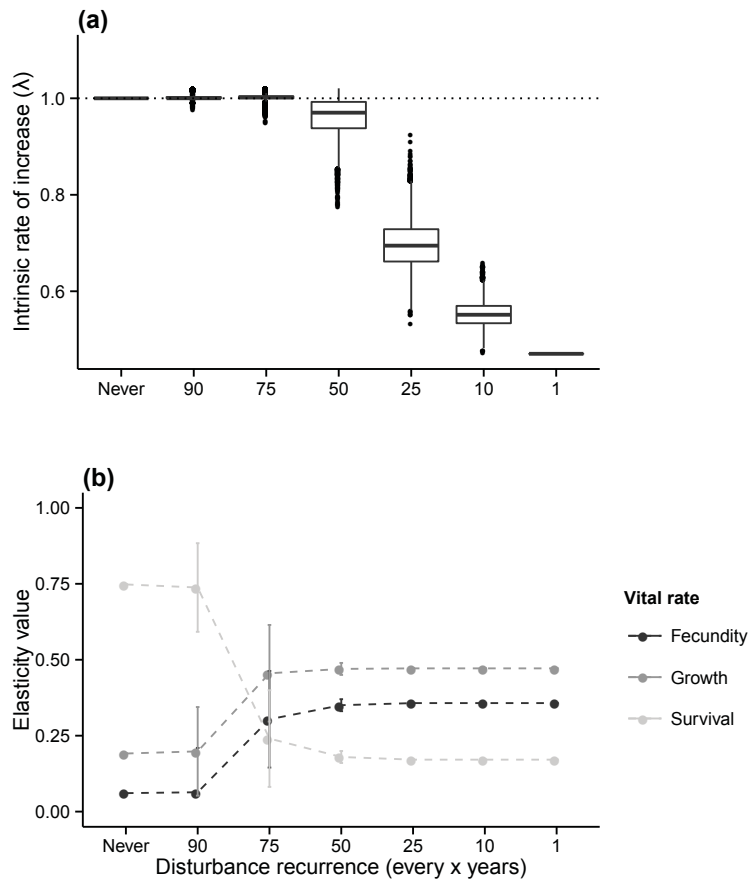 (a)
Intrinsic rate of increase (λ)
1.0
0.8
0.6
Never 90 75 50 25 10 1
(b)
Elasticity value
1.00
0.75
0.50
0.25
0.00
Never 90 75 50 25 10 1
Disturbance recurrence (every x years)
Vital rate
Fecundity
Growth
Survival